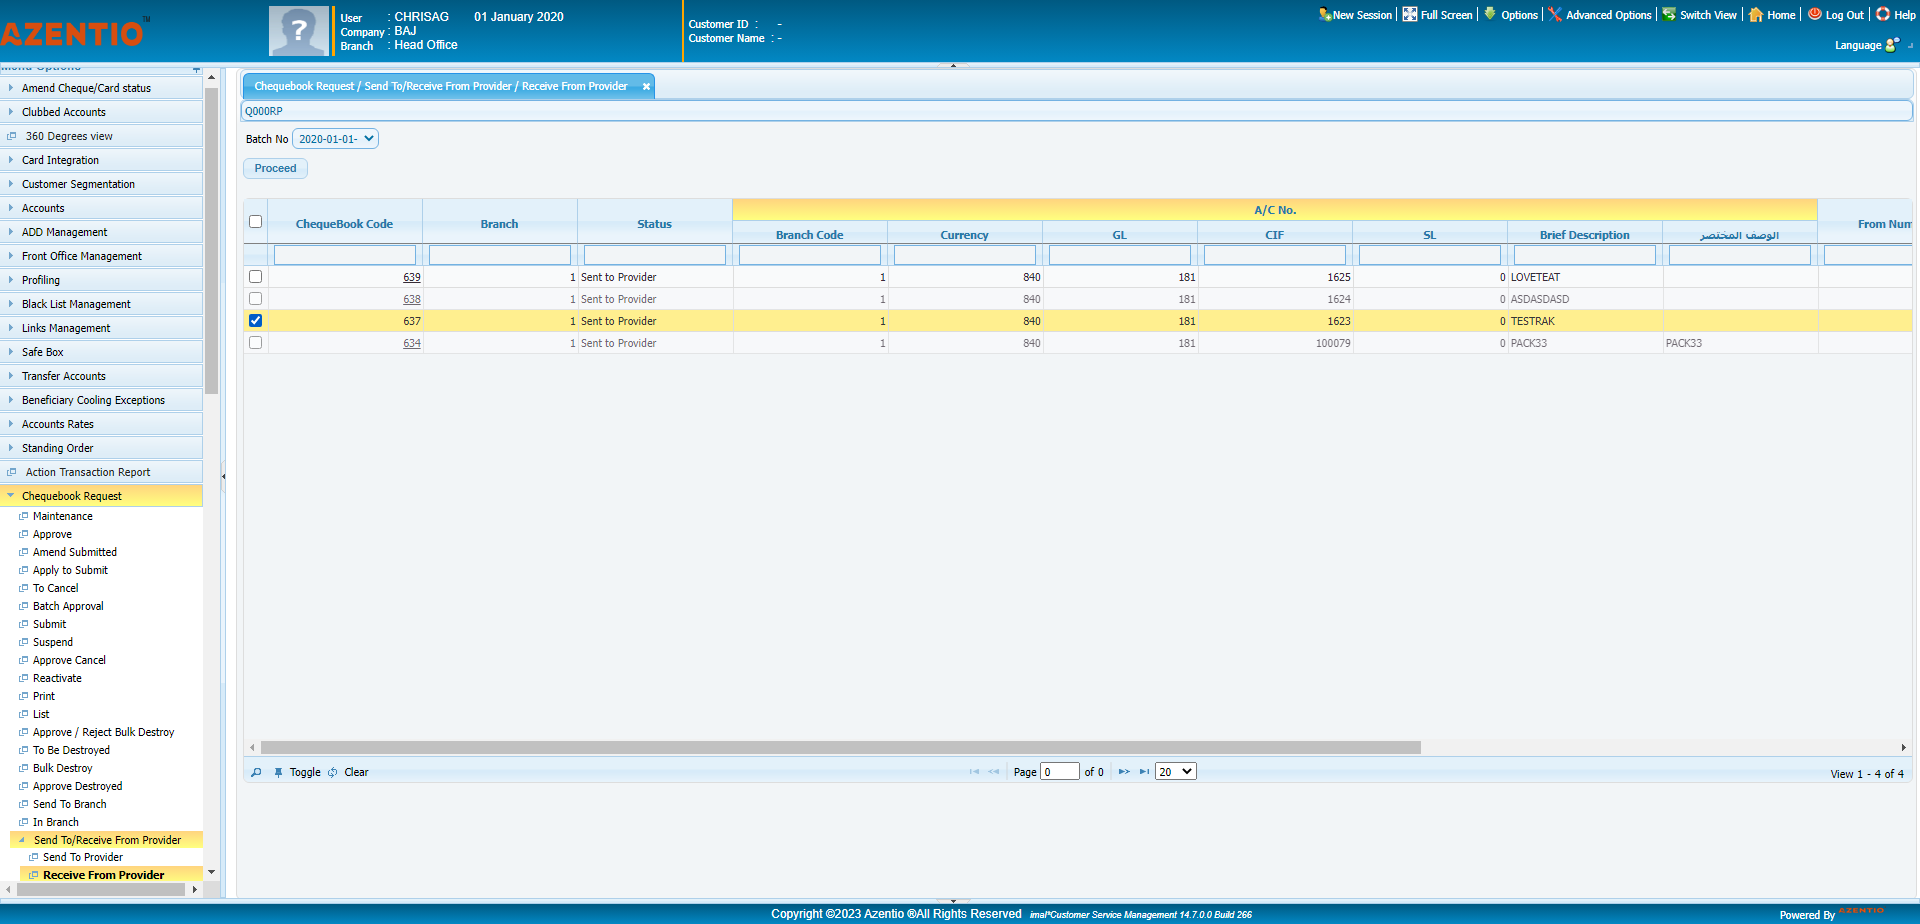 AZENTIO™
User : CHRISAG 01 January 2020
Company : BAJ
Branch : Head Office
Customer ID : -
Customer Name : -
New Session Full Screen Options Advanced Options Switch View Home Log Out Help
Language
Menu Options
Amend Cheque/Card status
Clubbed Accounts
360 Degrees view
Card Integration
Customer Segmentation
Accounts
ADD Management
Front Office Management
Profiling
Black List Management
Links Management
Safe Box
Transfer Accounts
Beneficiary Cooling Exceptions
Accounts Rates
Standing Order
Action Transaction Report
Chequebook Request
Maintenance
Approve
Amend Submitted
Apply to Submit
To Cancel
Batch Approval
Submit
Suspend
Approve Cancel
Reactivate
Print
List
Approve / Reject Bulk Destroy
To Be Destroyed
Bulk Destroy
Approve Destroyed
Send To Branch
In Branch
Send To/Receive From Provider
Send To Provider
Receive From Provider
Chequebook Request / Send To/Receive From Provider / Receive From Provider
Q000RP
Batch No 2020-01-01-
Proceed
A/C No.
ChequeBook Code Branch Status Branch Code Currency GL CIF SL Brief Description الوصف المختصر From Num
639 1 Sent to Provider 1 840 181 1625 0 LOVETEAT
638 1 Sent to Provider 1 840 181 1624 0 ASDASDASD
637 1 Sent to Provider 1 840 181 1623 0 TESTRAK
634 1 Sent to Provider 1 840 181 100079 0 PACK33 PACK33
Toggle Clear Page 0 of 0 20 View 1 - 4 of 4
Copyright ©2023 Azentio ®All Rights Reserved imal*Customer Service Management 14.7.0.0 Build 266
Powered By AZENTIO